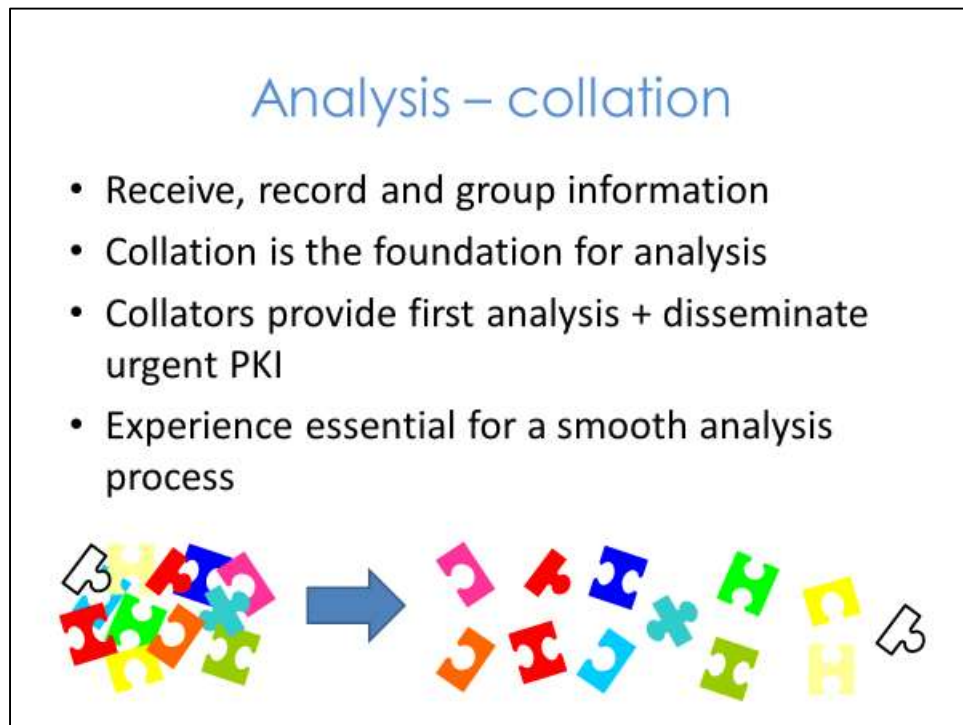 Analysis – collation
• Receive, record and group information
• Collation is the foundation for analysis
• Collators provide first analysis + disseminate
urgent PKI
• Experience essential for a smooth analysis
process